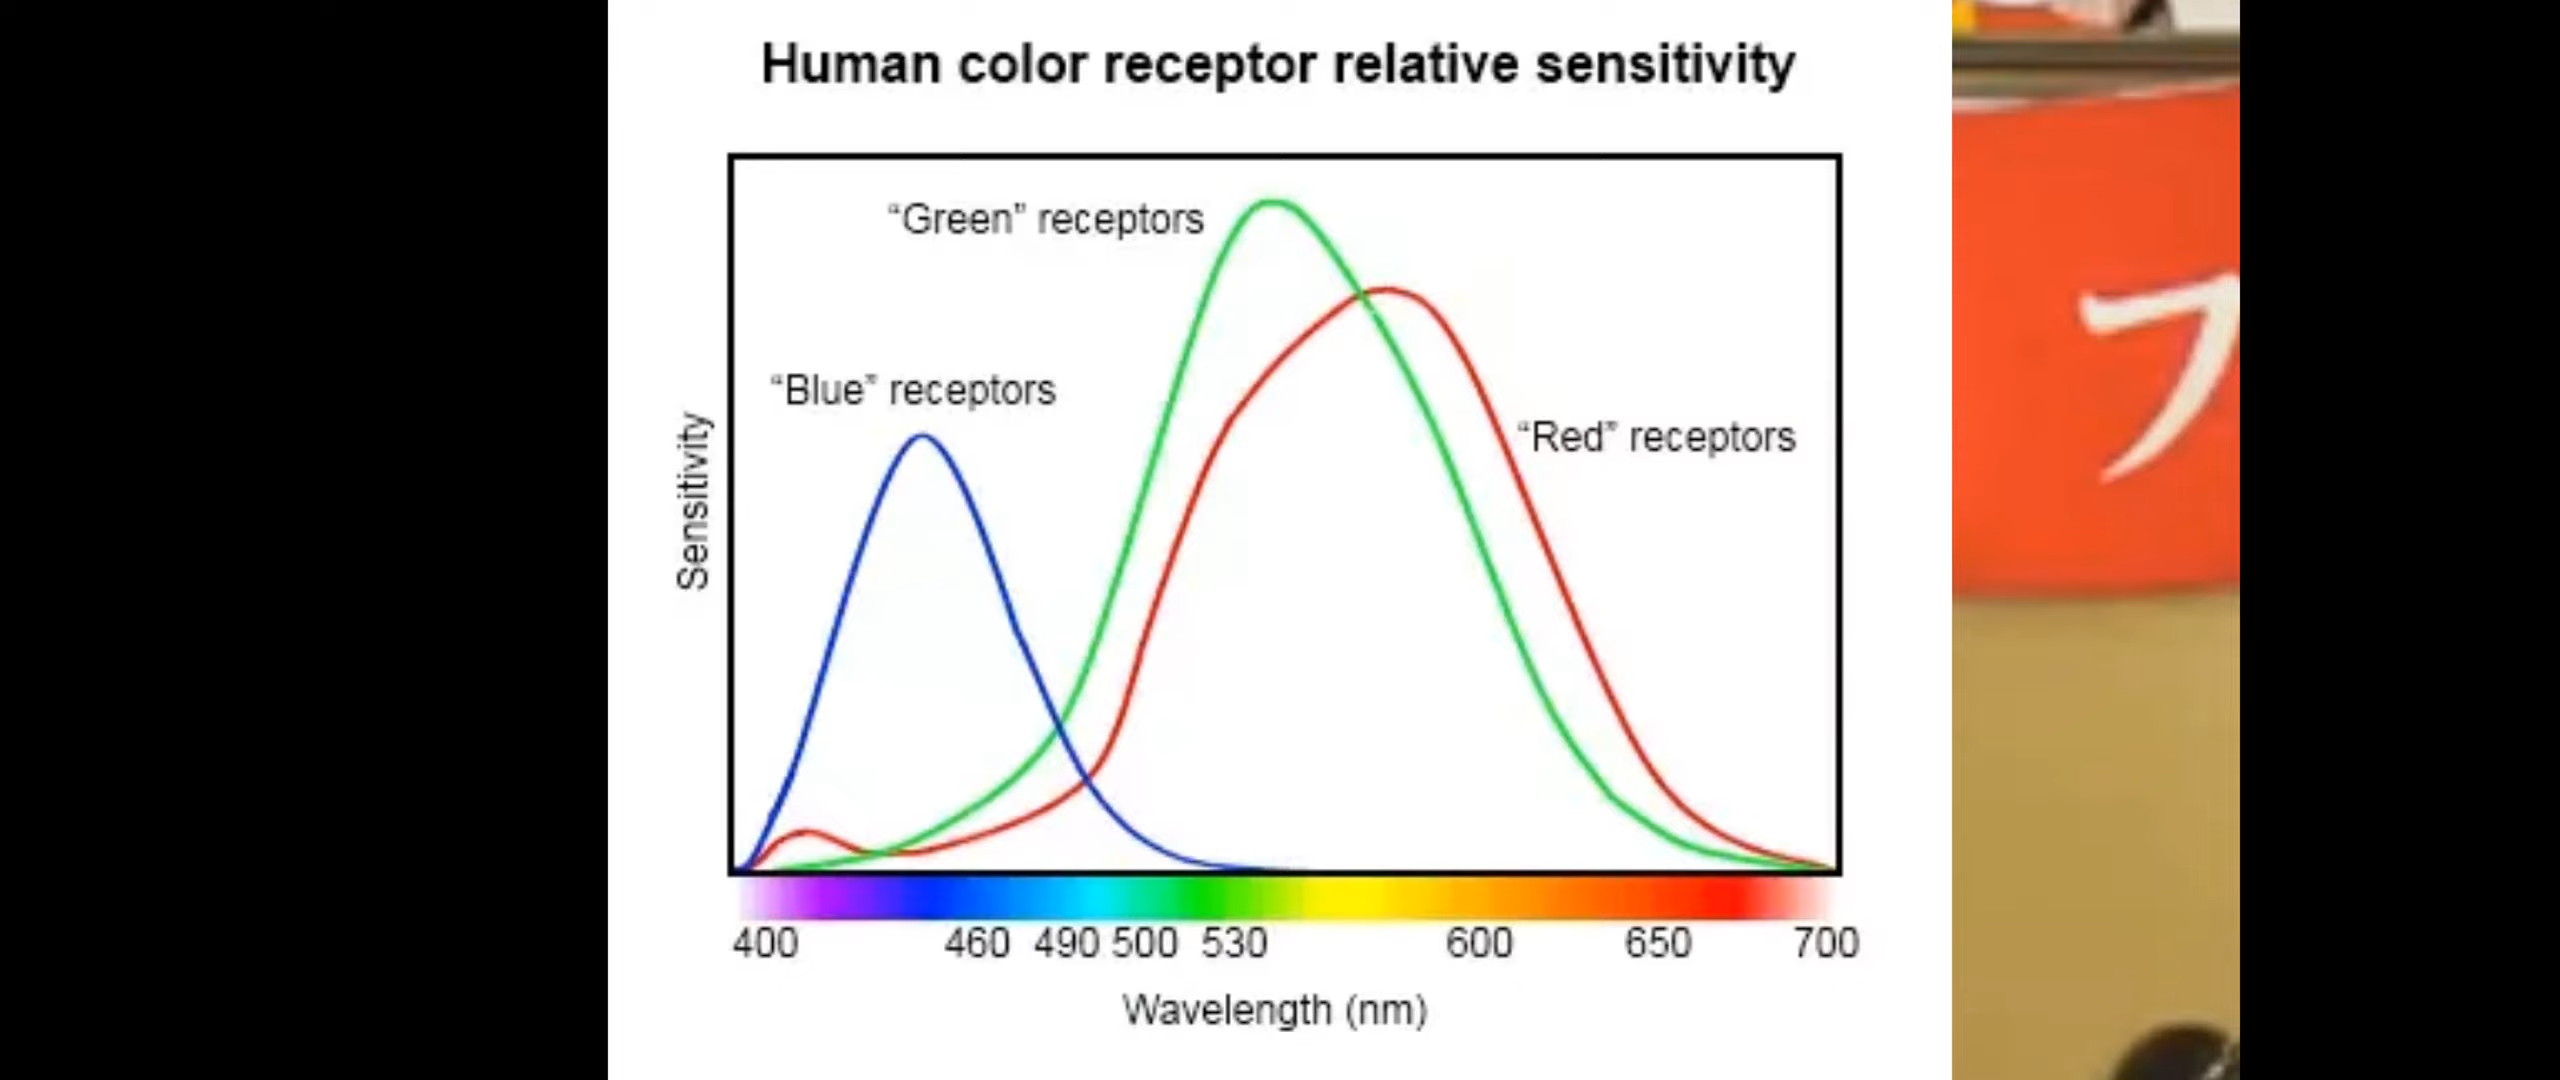 Human color receptor relative sensitivity
“Green” receptors
“Blue” receptors
“Red” receptors
Sensitivity
400 460 490 500 530 600 650 700
Wavelength (nm)